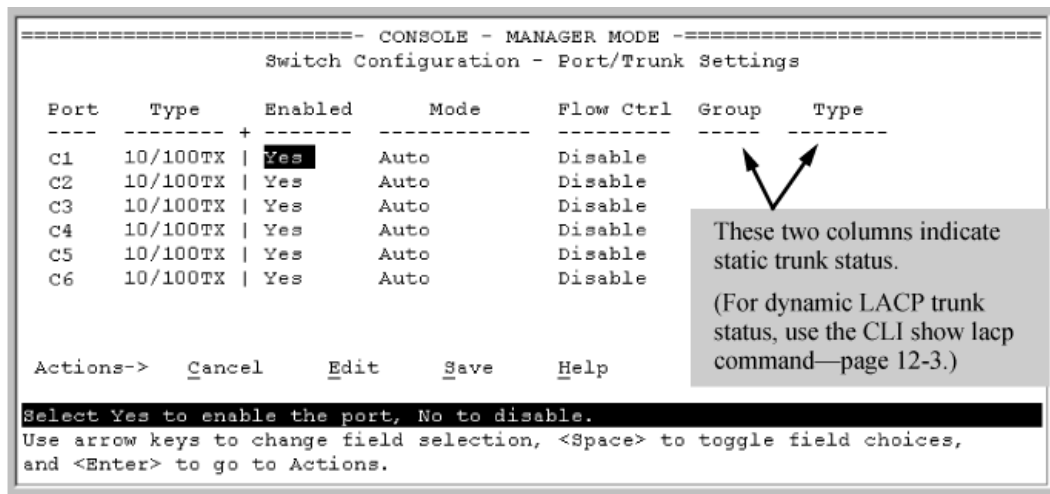 ==========================- CONSOLE - MANAGER MODE -============================
Switch Configuration - Port/Trunk Settings
Port Type Enabled Mode Flow Ctrl Group Type
---- -------- + ------- ------------ --------- ----- --------
C1 10/100TX | Yes Auto Disable
C2 10/100TX | Yes Auto Disable
C3 10/100TX | Yes Auto Disable
C4 10/100TX | Yes Auto Disable
C5 10/100TX | Yes Auto Disable
C6 10/100TX | Yes Auto Disable
These two columns indicate
static trunk status.
(For dynamic LACP trunk
status, use the CLI show lacp
command—page 12-3.)
Actions-> Cancel Edit Save Help
Select Yes to enable the port, No to disable.
Use arrow keys to change field selection, <Space> to toggle field choices,
and <Enter> to go to Actions.